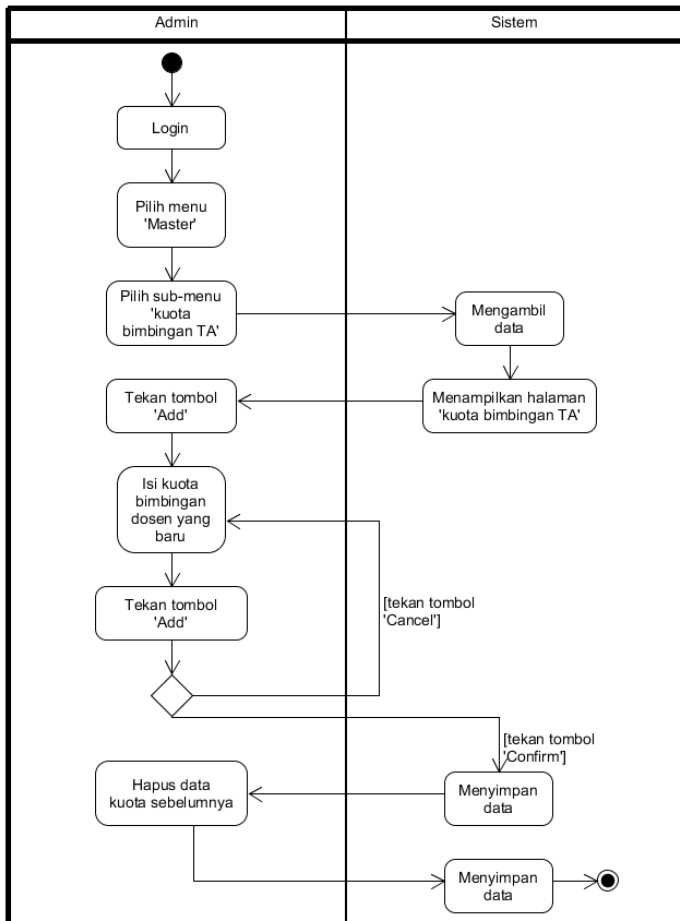 Admin
Sistem
Login
Pilih menu
'Master'
Pilih sub-menu
'kuota
bimbingan TA'
Mengambil
data
Menampilkan halaman
'kuota bimbingan TA'
Tekan tombol
'Add'
Isi kuota
bimbingan
dosen yang
baru
Tekan tombol
'Add'
[tekan tombol
'Cancel']
[tekan tombol
'Confirm']
Menyimpan
data
Hapus data
kuota sebelumnya
Menyimpan
data